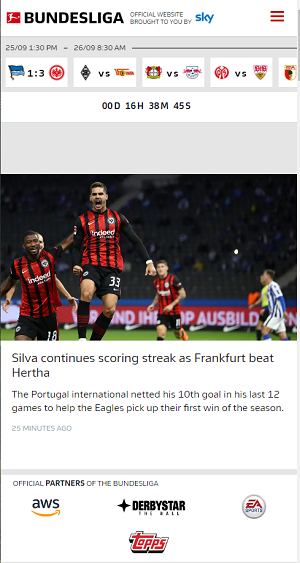 BUNDESLIGA
OFFICIAL WEBSITE
BROUGHT TO YOU BY sky
25/09 1:30 PM – 26/09 8:30 AM
1:3 vs vs vs
00D 16H 38M 45S
Indeed
33
Indeed
18
IHE JOP AUSBILD
Silva continues scoring streak as Frankfurt beat
Hertha
The Portugal international netted his 10th goal in his last 12
games to help the Eagles pick up their first win of the season.
25 MINUTES AGO
OFFICIAL PARTNERS OF THE BUNDESLIGA
aws
DERBYSTAR
THE BALL
EA
SPORTS
Topps